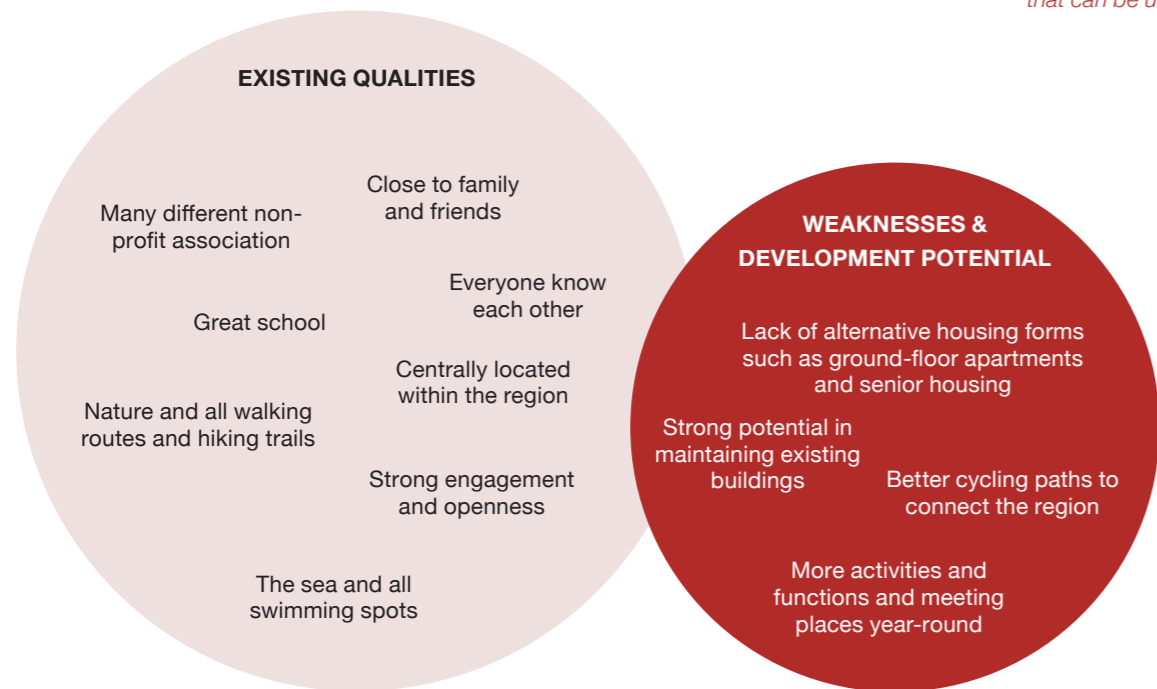 that can be u
EXISTING QUALITIES
Close to family
and friends
Many different non-
profit association
Everyone know
each other
Great school
Centrally located
within the region
Nature and all walking
routes and hiking trails
Strong engagement
and openness
The sea and all
swimming spots
WEAKNESSES &
DEVELOPMENT POTENTIAL
Lack of alternative housing forms
such as ground-floor apartments
and senior housing
Strong potential in
maintaining existing
buildings
Better cycling paths to
connect the region
More activities and
functions and meeting
places year-round